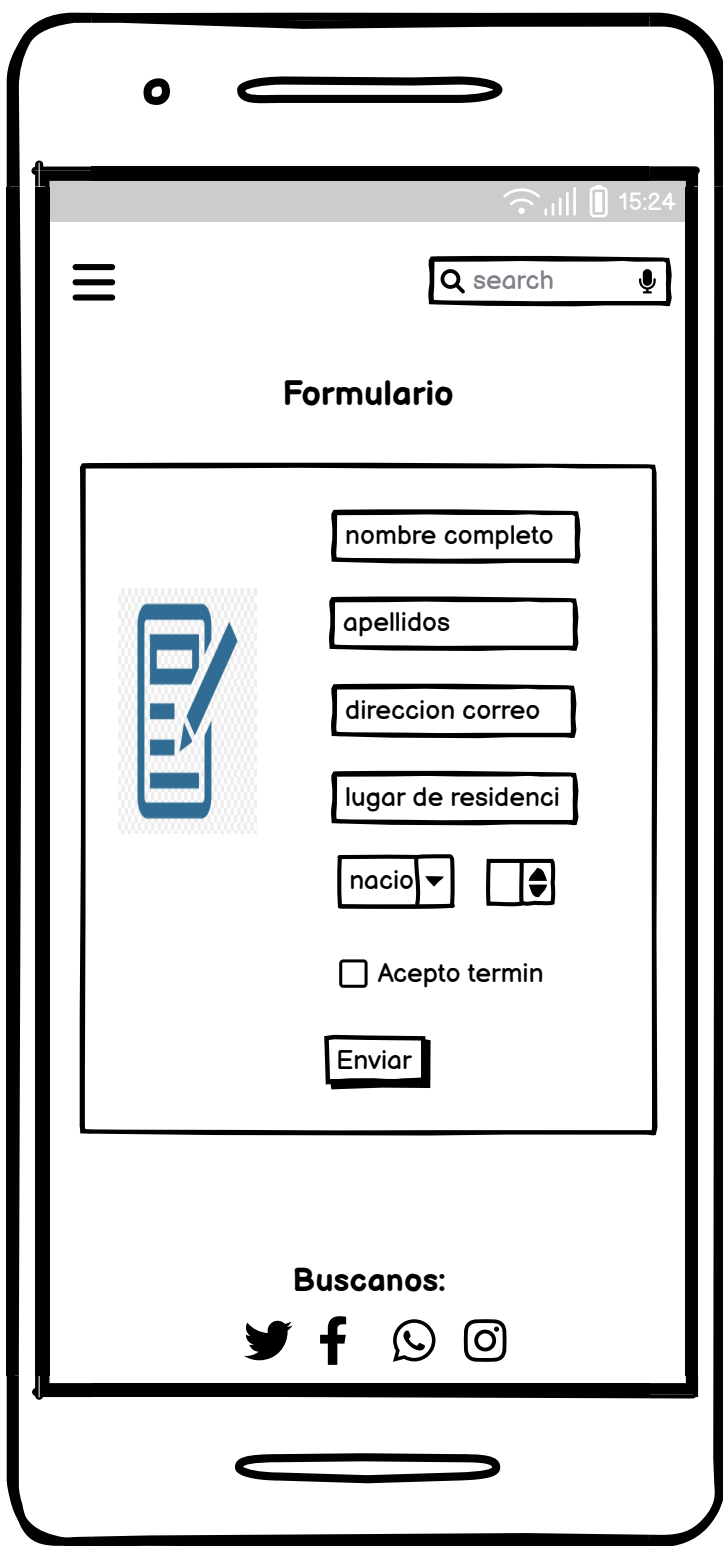 15:24
search
Formulario
nombre completo
apellidos
direccion correo
lugar de residenci
nacio
Acepto termin
Enviar
Buscanos: